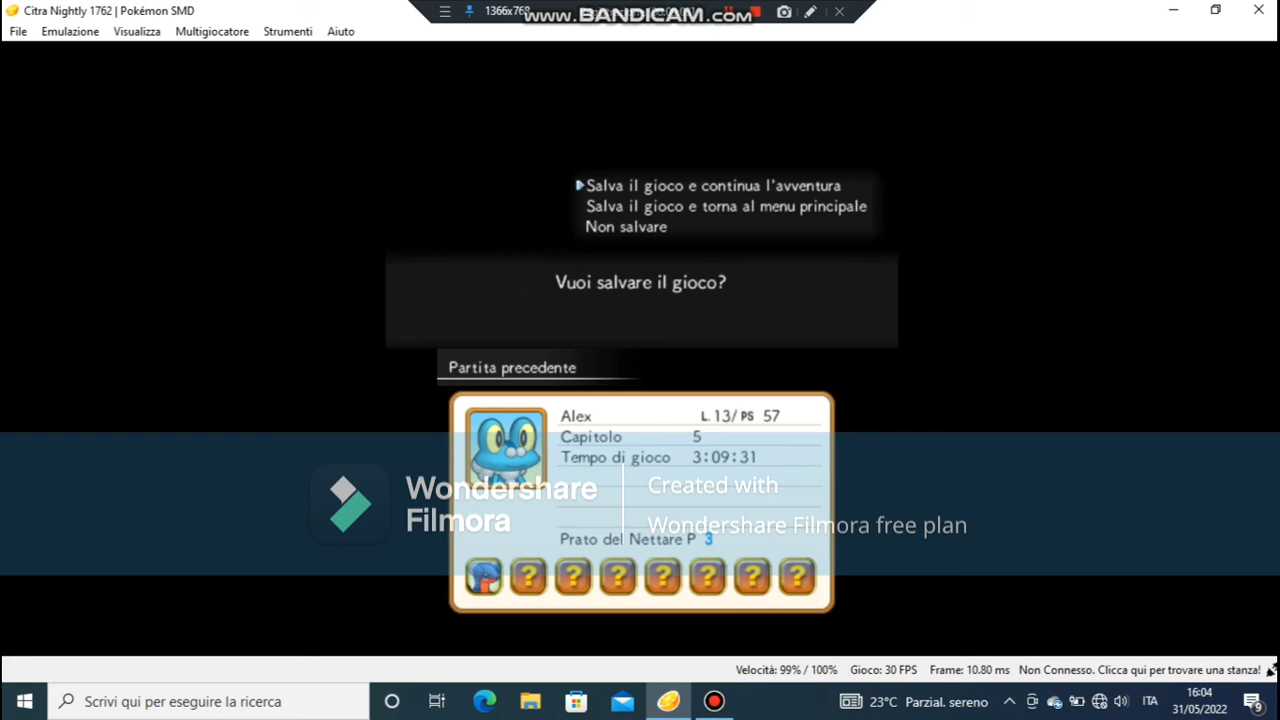 Citra Nightly 1762 | Pokémon SMD
1366x768
www.BANDICAM.com
File Emulazione Visualizza Multigiocatore Strumenti Aiuto
Salva il gioco e continua l'avventura
Salva il gioco e torna al menu principale
Non salvare
Vuoi salvare il gioco?
Partita precedente
Alex L. 13/ PS 57
Capitolo 5
Tempo di gioco 3:09:31
Wondershare
Filmora
Created with
Wondershare Filmora free plan
Prato del Nettare P 3
? ? ? ? ? ? ?
Velocità: 99% / 100% Gioco: 30 FPS Frame: 10.80 ms Non Connesso. Clicca qui per trovare una stanza!
Scrivi qui per eseguire la ricerca
23°C Parzial. sereno
ITA
16:04
31/05/2022
9